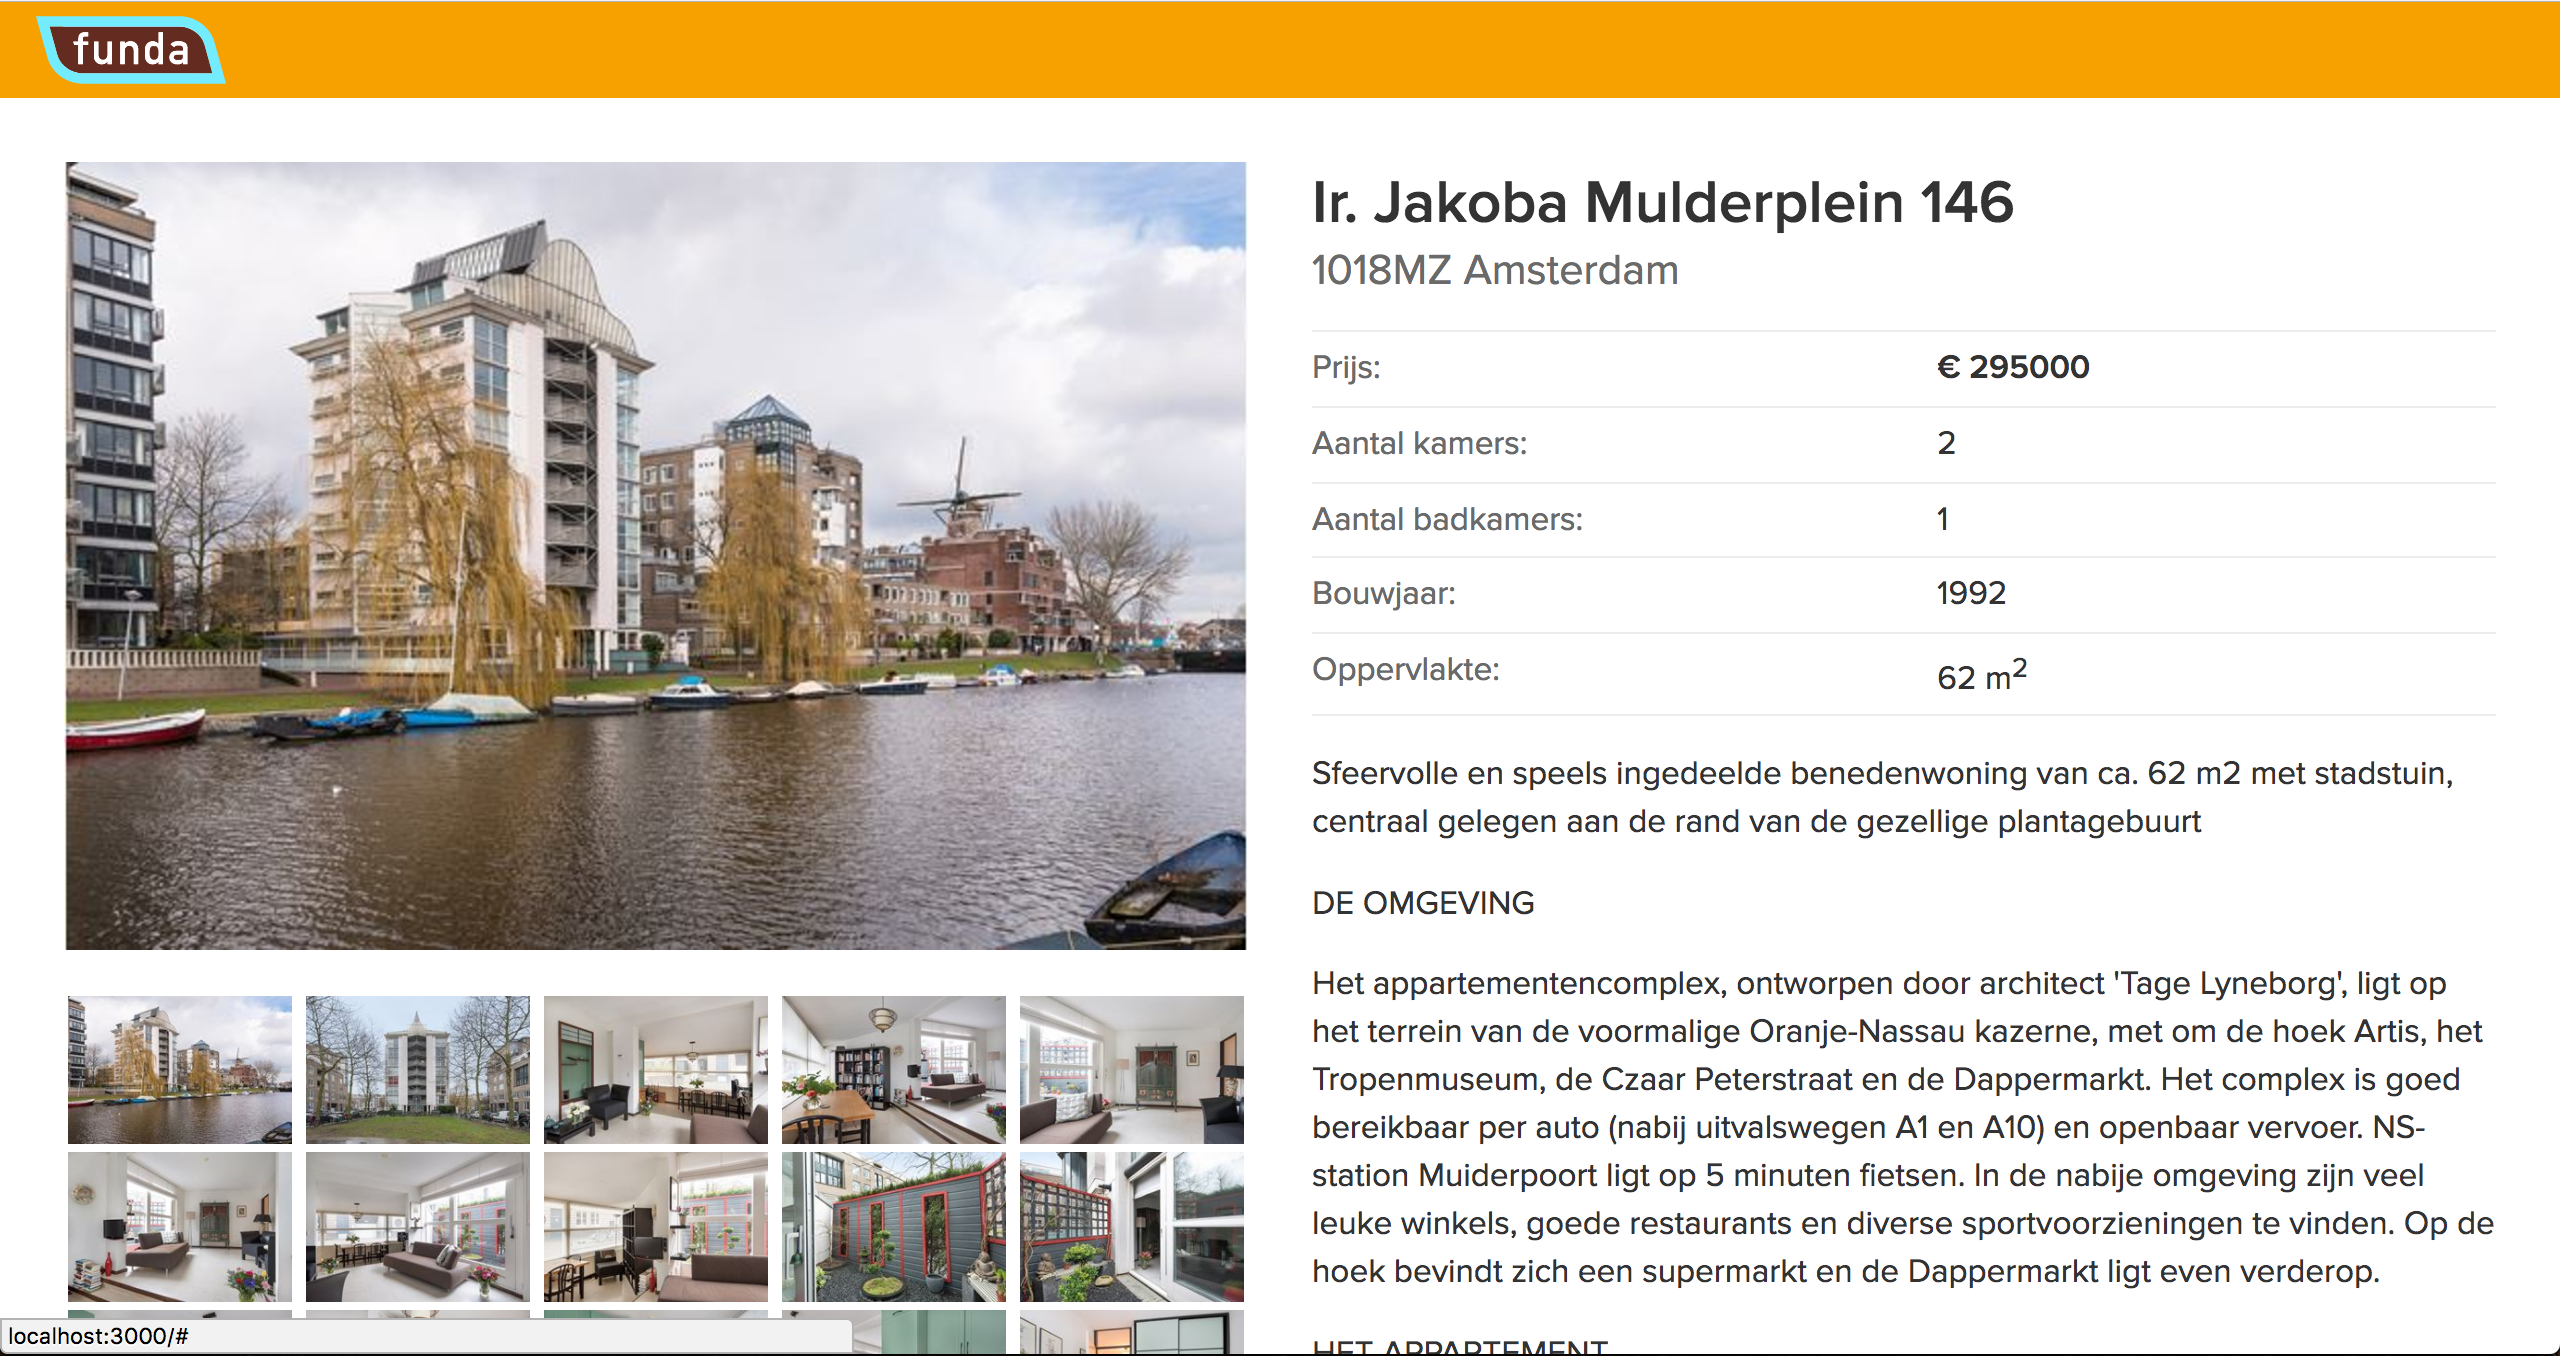 funda
Ir. Jakoba Mulderplein 146
1018MZ Amsterdam
Prijs: € 295000
Aantal kamers: 2
Aantal badkamers: 1
Bouwjaar: 1992
Oppervlakte: 62 m²
Sfeervolle en speels ingedeelde benedenwoning van ca. 62 m2 met stadstuin,
centraal gelegen aan de rand van de gezellige plantagebuurt
DE OMGEVING
Het appartementencomplex, ontworpen door architect 'Tage Lyneborg', ligt op
het terrein van de voormalige Oranje-Nassau kazerne, met om de hoek Artis, het
Tropenmuseum, de Czaar Peterstraat en de Dappermarkt. Het complex is goed
bereikbaar per auto (nabij uitvalswegen A1 en A10) en openbaar vervoer. NS-
station Muiderpoort ligt op 5 minuten fietsen. In de nabije omgeving zijn veel
leuke winkels, goede restaurants en diverse sportvoorzieningen te vinden. Op de
hoek bevindt zich een supermarkt en de Dappermarkt ligt even verderop.
HET APPARTEMENT
localhost:3000/#